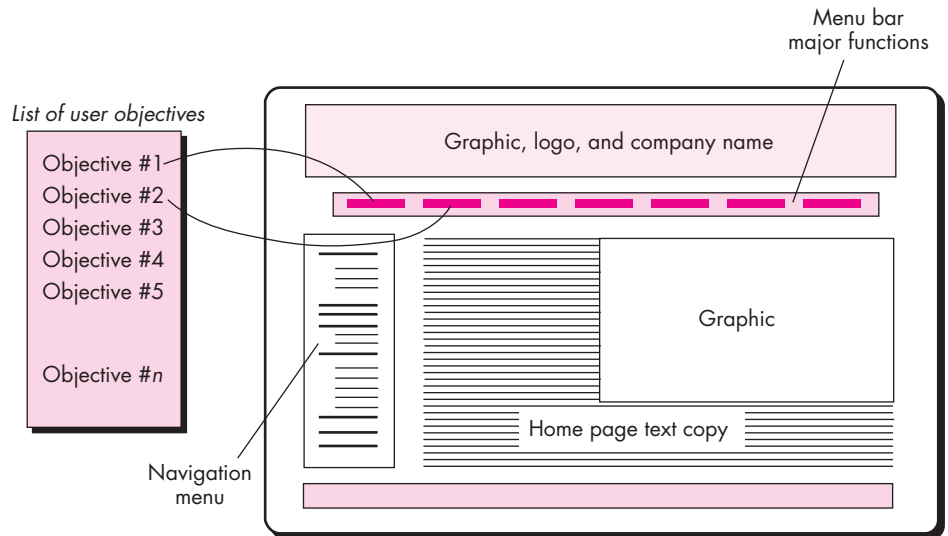 Menu bar
major functions
List of user objectives
Objective #1
Objective #2
Objective #3
Objective #4
Objective #5
Objective #n
Graphic, logo, and company name
Graphic
Home page text copy
Navigation
menu